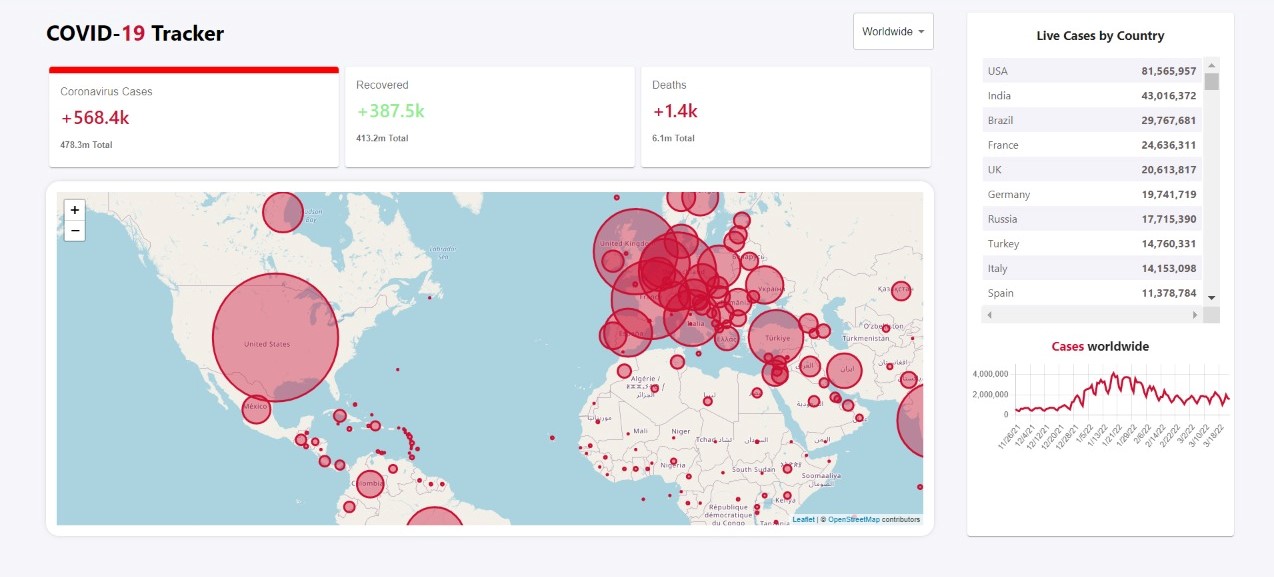 COVID-19 Tracker
Worldwide
Coronavirus Cases
+568.4k
478.3m Total
Recovered
+387.5k
413.2m Total
Deaths
+1.4k
6.1m Total
+
−
Labrador
sea
United States
México
Colombia
United Kingdom
Україна
Italia
Ελλάς
Türkiye
Oʻzbekiston
Türkmenistan
Algérie /
الجزائر
Mali
Niger
Nigeria
South Sudan
Soomaaliya
Kenya
République
démocratique
du Congo
Leaflet | © OpenStreetMap contributors
Live Cases by Country
USA 81,565,957
India 43,016,372
Brazil 29,767,681
France 24,636,311
UK 20,613,817
Germany 19,741,719
Russia 17,715,390
Turkey 14,760,331
Italy 14,153,098
Spain 11,378,784
Cases worldwide
4,000,000
2,000,000
0
11/26/21
12/4/21
12/12/21
12/20/21
12/28/21
1/5/22
1/13/22
1/21/22
1/29/22
2/6/22
2/14/22
2/22/22
3/2/22
3/10/22
3/18/22